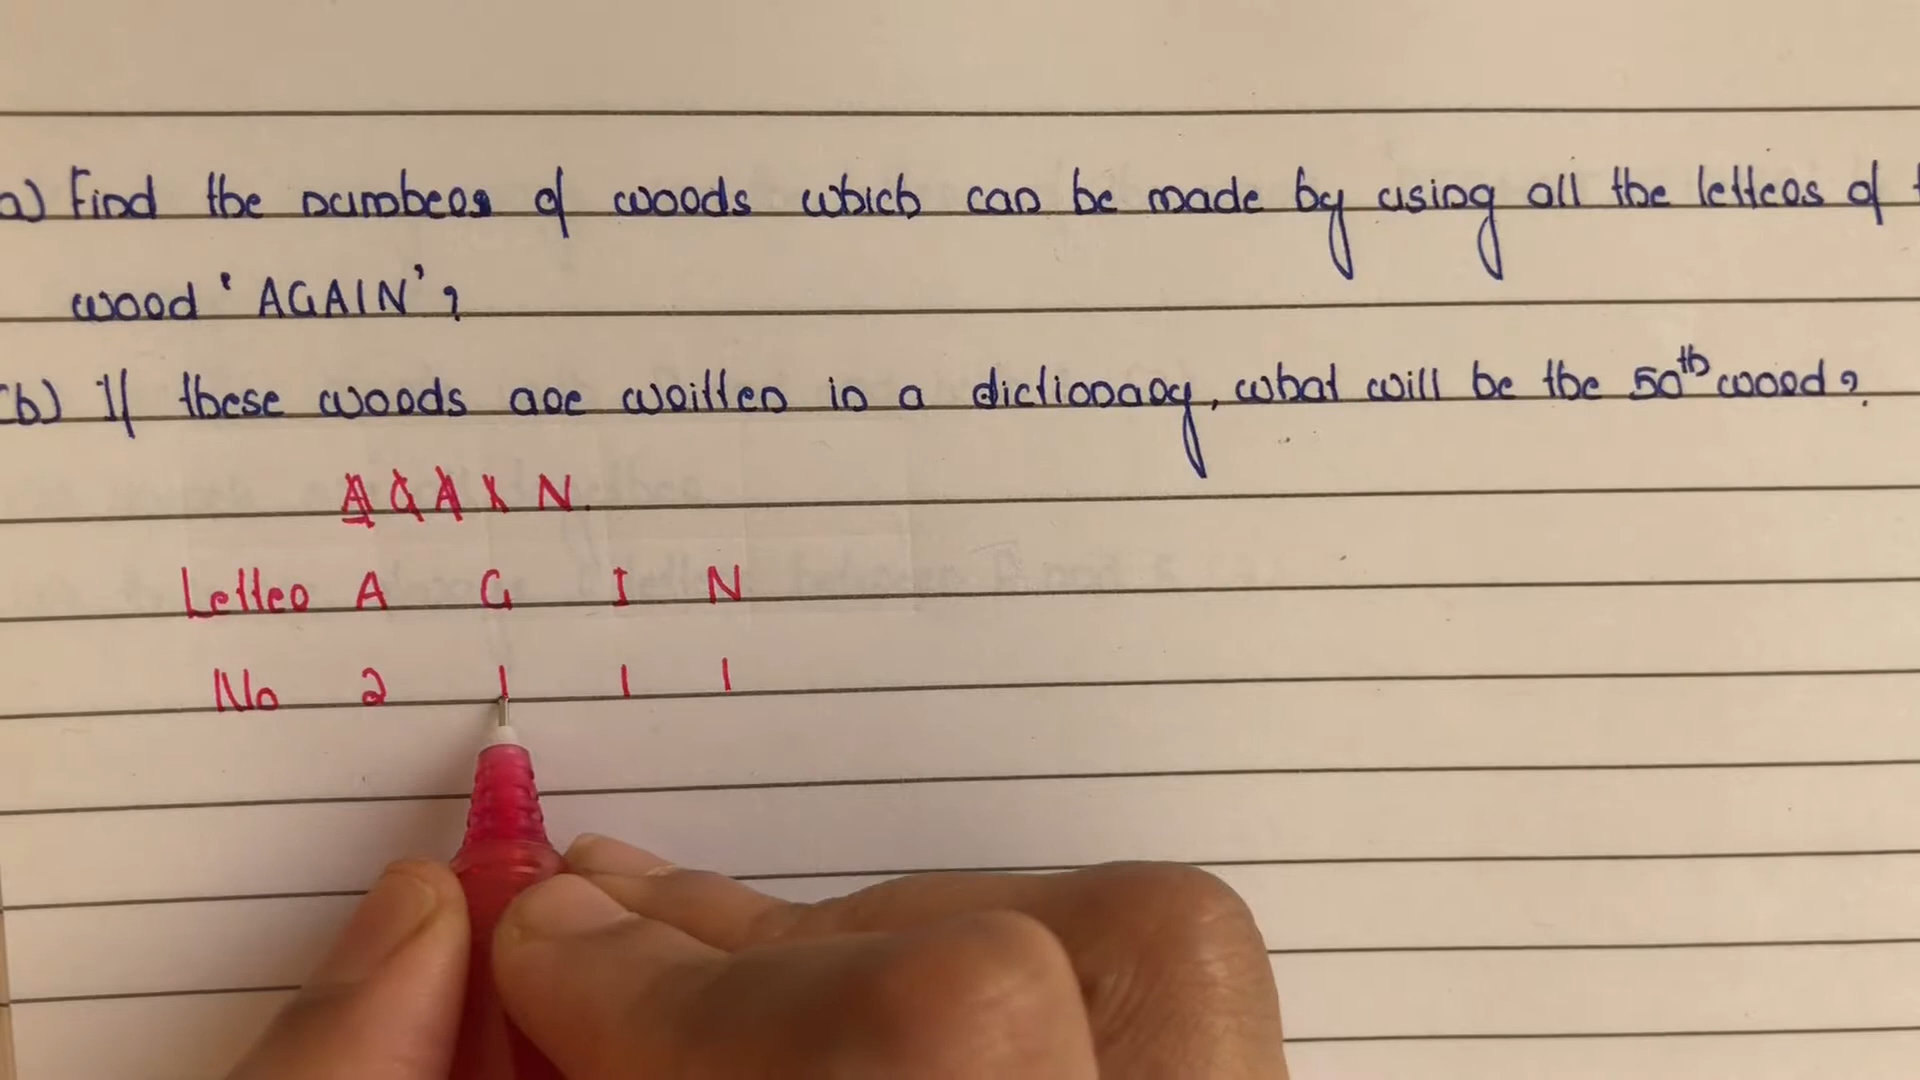 a) Find the numbers of words which can be made by using all the letters of t
word 'AGAIN'?
(b) If these words are written in a dictionary, what will be the 50th word?
A G A I N.
Letter A G I N
No 2 1 1 1